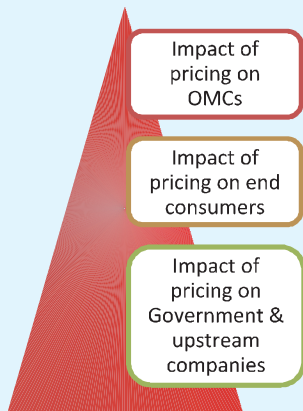 Impact of
pricing on
OMCs
Impact of
pricing on end
consumers
Impact of
pricing on
Government &
upstream
companies